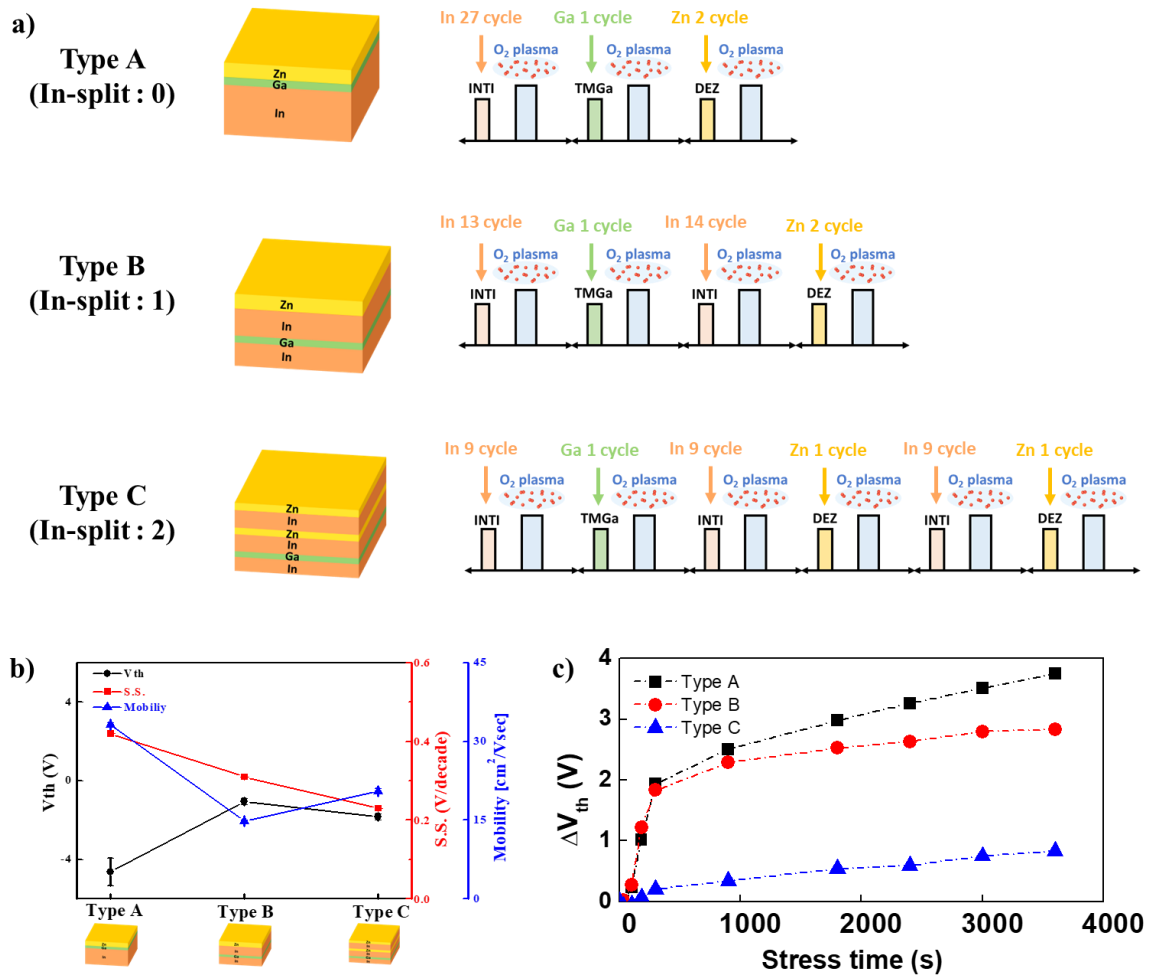 a)
Type A
(In-split : 0)
Zn
Ga
In
In 27 cycle
Ga 1 cycle
Zn 2 cycle
O2 plasma
O2 plasma
O2 plasma
INTI
TMGa
DEZ
Type B
(In-split : 1)
Zn
In
Ga
In
In 13 cycle
Ga 1 cycle
In 14 cycle
Zn 2 cycle
O2 plasma
O2 plasma
O2 plasma
O2 plasma
INTI
TMGa
INTI
DEZ
Type C
(In-split : 2)
Zn
In
Zn
In
Ga
In
In 9 cycle
Ga 1 cycle
In 9 cycle
Zn 1 cycle
In 9 cycle
Zn 1 cycle
O2 plasma
O2 plasma
O2 plasma
O2 plasma
O2 plasma
O2 plasma
INTI
TMGa
INTI
DEZ
INTI
DEZ
b)
Vth
S.S.
Mobiliy
4
0
-4
Vth (V)
0.6
0.4
0.2
0.0
S.S. (V/decade)
45
30
15
0
Mobility [cm2/Vsec]
Type A
Type B
Type C
c)
Type A
Type B
Type C
4
3
2
1
0
ΔVth (V)
0
1000
2000
3000
4000
Stress time (s)